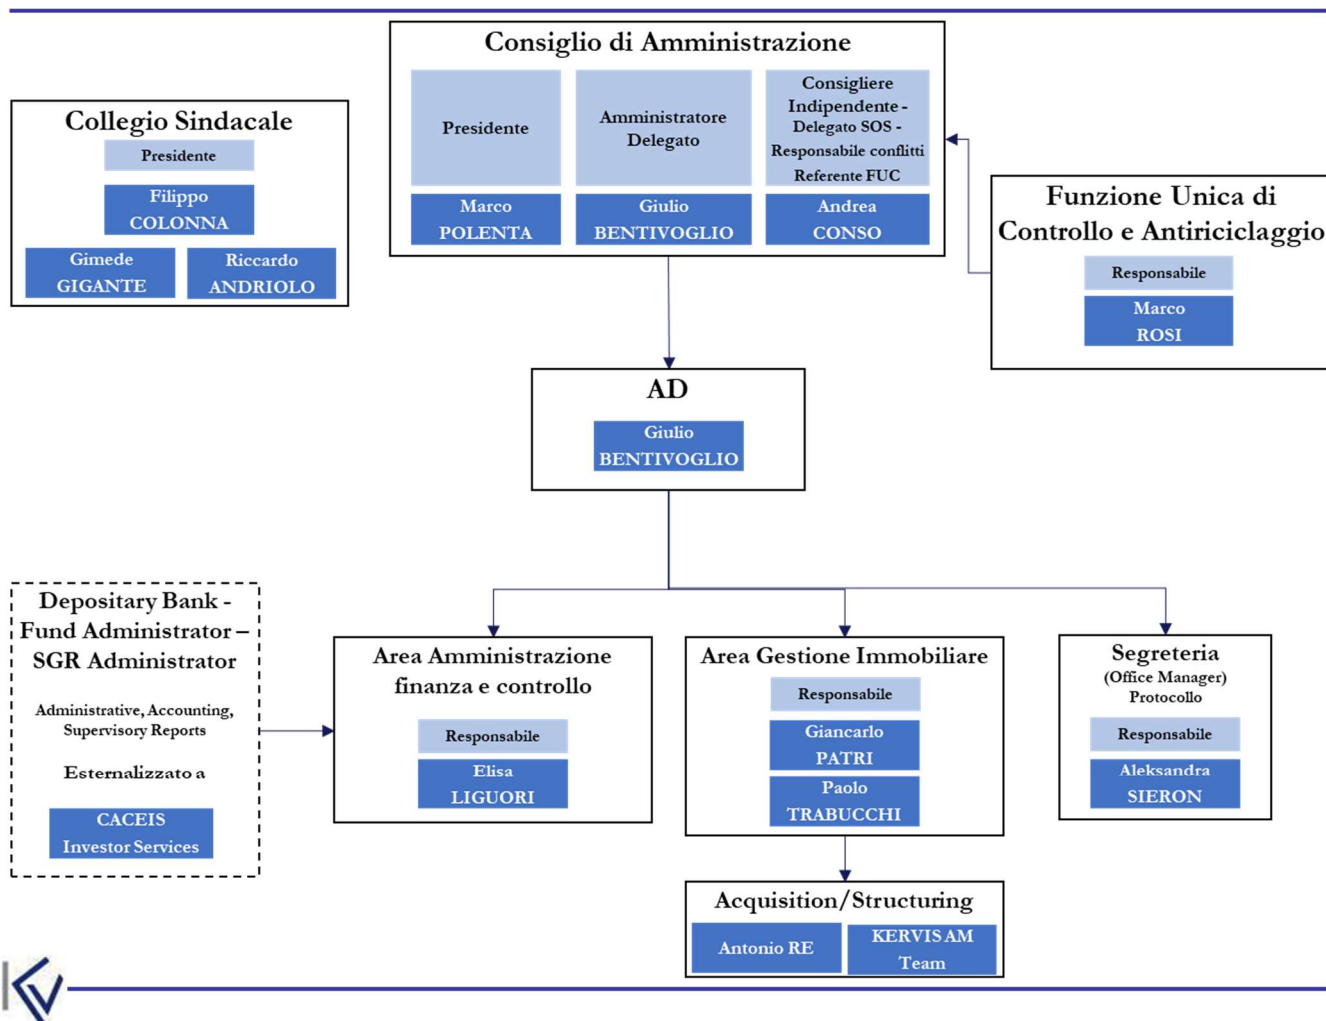 Consiglio di Amministrazione
Presidente
Amministratore
Delegato
Consigliere
Indipendente -
Delegato SOS -
Responsabile conflitti
Referente FUC
Marco
POLENTA
Giulio
BENTIVOGLIO
Andrea
CONSO
Collegio Sindacale
Presidente
Filippo
COLONNA
Gimede
GIGANTE
Riccardo
ANDRIOLO
Funzione Unica di
Controllo e Antiriciclaggio
Responsabile
Marco
ROSI
AD
Giulio
BENTIVOGLIO
Depositary Bank -
Fund Administrator –
SGR Administrator
Administrative, Accounting,
Supervisory Reports
Esternalizzato a
CACEIS
Investor Services
Area Amministrazione
finanza e controllo
Responsabile
Elisa
LIGUORI
Area Gestione Immobiliare
Responsabile
Giancarlo
PATRI
Paolo
TRABUCCHI
Segreteria
(Office Manager)
Protocollo
Responsabile
Aleksandra
SIERON
Acquisition/Structuring
Antonio RE
KERVIS AM
Team